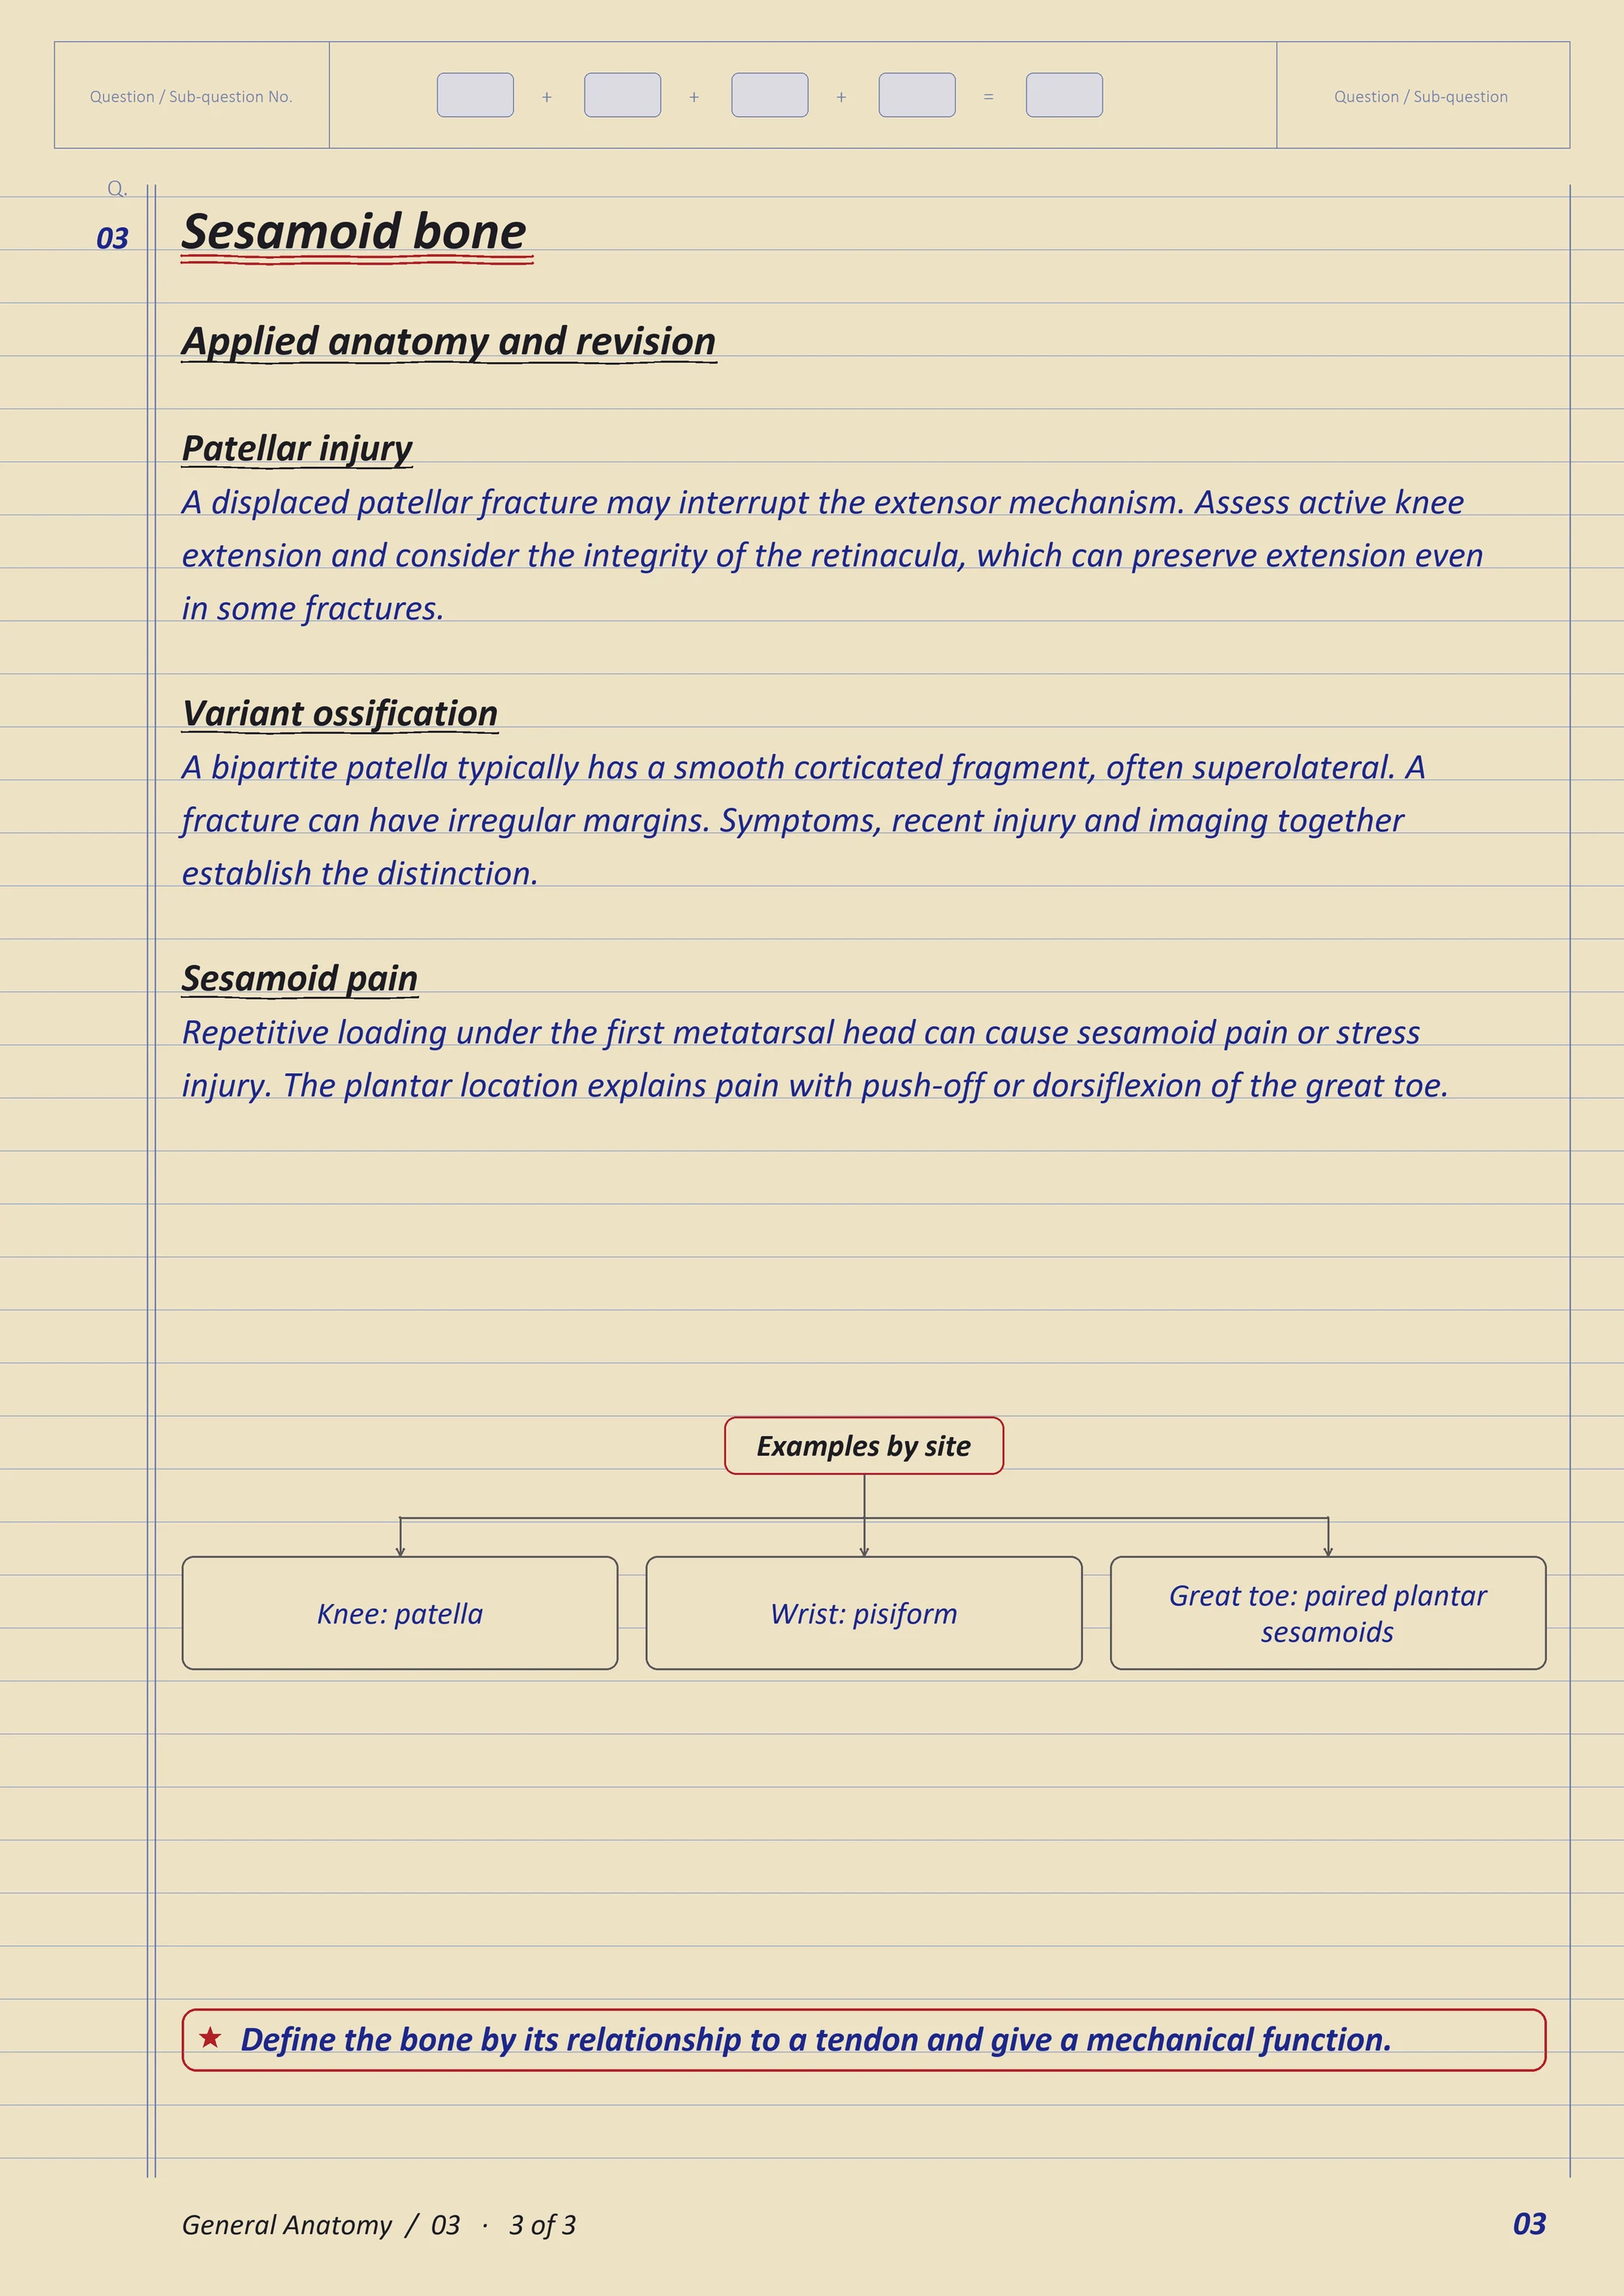 Question / Sub-question No.
+ + + =
Question / Sub-question
Q.
03
Sesamoid bone
Applied anatomy and revision
Patellar injury
A displaced patellar fracture may interrupt the extensor mechanism. Assess active knee
extension and consider the integrity of the retinacula, which can preserve extension even
in some fractures.
Variant ossification
A bipartite patella typically has a smooth corticated fragment, often superolateral. A
fracture can have irregular margins. Symptoms, recent injury and imaging together
establish the distinction.
Sesamoid pain
Repetitive loading under the first metatarsal head can cause sesamoid pain or stress
injury. The plantar location explains pain with push-off or dorsiflexion of the great toe.
Examples by site
Knee: patella
Wrist: pisiform
Great toe: paired plantar
sesamoids
★ Define the bone by its relationship to a tendon and give a mechanical function.
General Anatomy / 03 · 3 of 3
03